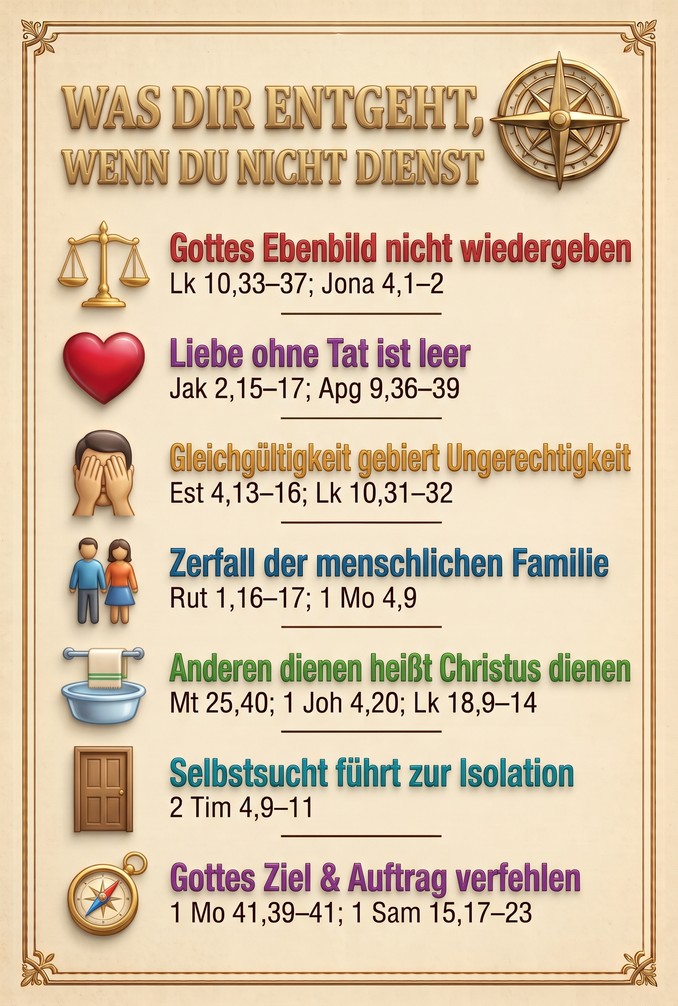 WAS DIR ENTGEHT,
WENN DU NICHT DIENST
Gottes Ebenbild nicht wiedergeben
Lk 10,33–37; Jona 4,1–2
Liebe ohne Tat ist leer
Jak 2,15–17; Apg 9,36–39
Gleichgültigkeit gebiert Ungerechtigkeit
Est 4,13–16; Lk 10,31–32
Zerfall der menschlichen Familie
Rut 1,16–17; 1 Mo 4,9
Anderen dienen heißt Christus dienen
Mt 25,40; 1 Joh 4,20; Lk 18,9–14
Selbstsucht führt zur Isolation
2 Tim 4,9–11
Gottes Ziel & Auftrag verfehlen
1 Mo 41,39–41; 1 Sam 15,17–23